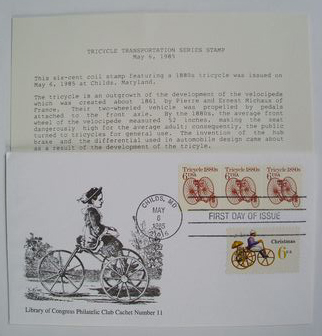 TRICYCLE TRANSPORTATION SERIES STAMP
May 6, 1985
This six-cent coil stamp featuring a 1880s tricycle was issued on
May 6, 1985 at Childs, Maryland.
The tricycle is an outgrowth of the development of the velocipede
which was created about 1861 by Pierre and Ernest Michaux of
France. Their two-wheeled vehicle was propelled by pedals
attached to the front axle. By the 1880s, the average front
wheel of the velocipede measured 52 inches, making the seat
dangerously high for the average adult; consequently, the public
turned to tricycles for general use. The invention of the hub
brass and the differential used in automobile design came about
as a result of the development of the tricycle.
Tricycle 1880s Tricycle 1880s Tricycle 1880s
6 USA 6 USA 6 USA
CHILDS, MD
MAY
6
1985
FIRST DAY OF ISSUE
Christmas
6
Library of Congress Philatelic Club Cachet Number 11